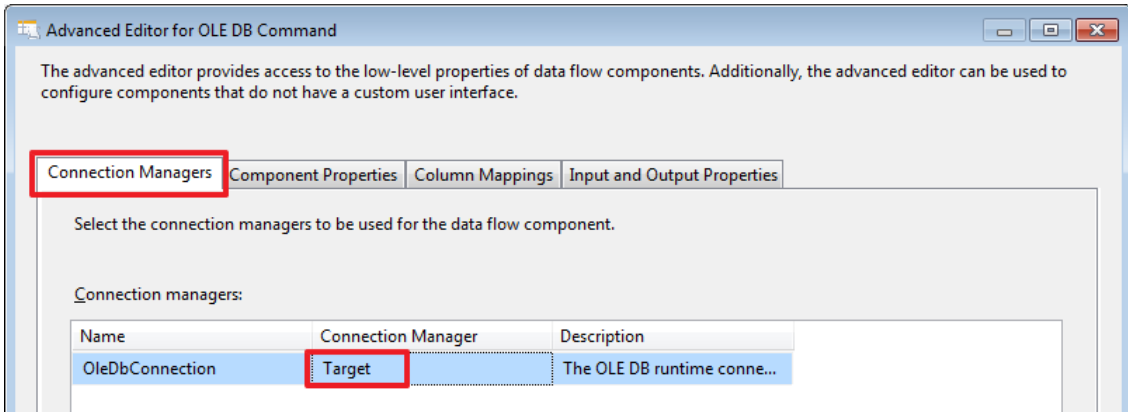 Advanced Editor for OLE DB Command
The advanced editor provides access to the low-level properties of data flow components. Additionally, the advanced editor can be used to
configure components that do not have a custom user interface.
Connection Managers Component Properties Column Mappings Input and Output Properties
Select the connection managers to be used for the data flow component.
Connection managers:
Name Connection Manager Description
OleDbConnection Target The OLE DB runtime conne...